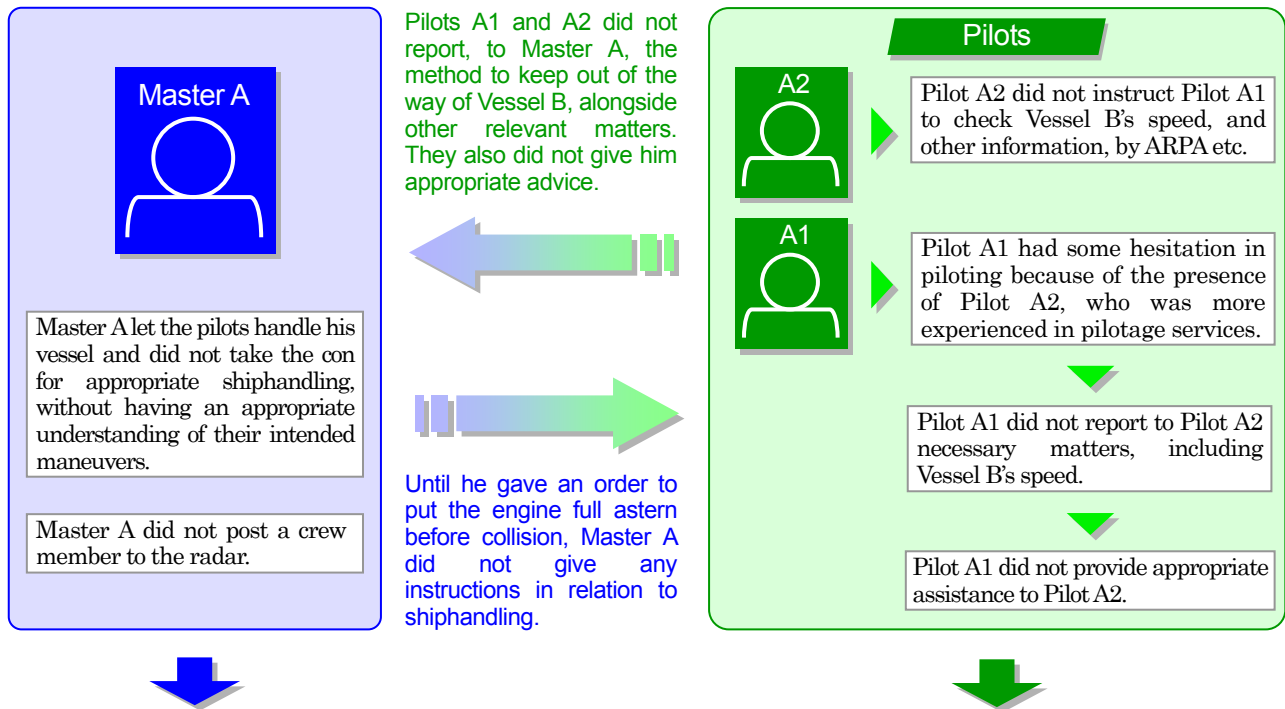 Master A
Master A let the pilots handle his
vessel and did not take the con
for appropriate shiphandling,
without having an appropriate
understanding of their intended
maneuvers.
Master A did not post a crew
member to the radar.
Pilots A1 and A2 did not
report, to Master A, the
method to keep out of the
way of Vessel B, alongside
other relevant matters.
They also did not give him
appropriate advice.
Until he gave an order to
put the engine full astern
before collision, Master A
did not give any
instructions in relation to
shiphandling.
Pilots
A2
Pilot A2 did not instruct Pilot A1
to check Vessel B's speed, and
other information, by ARPA etc.
A1
Pilot A1 had some hesitation in
piloting because of the presence
of Pilot A2, who was more
experienced in pilotage services.
Pilot A1 did not report to Pilot A2
necessary matters, including
Vessel B's speed.
Pilot A1 did not provide appropriate
assistance to Pilot A2.